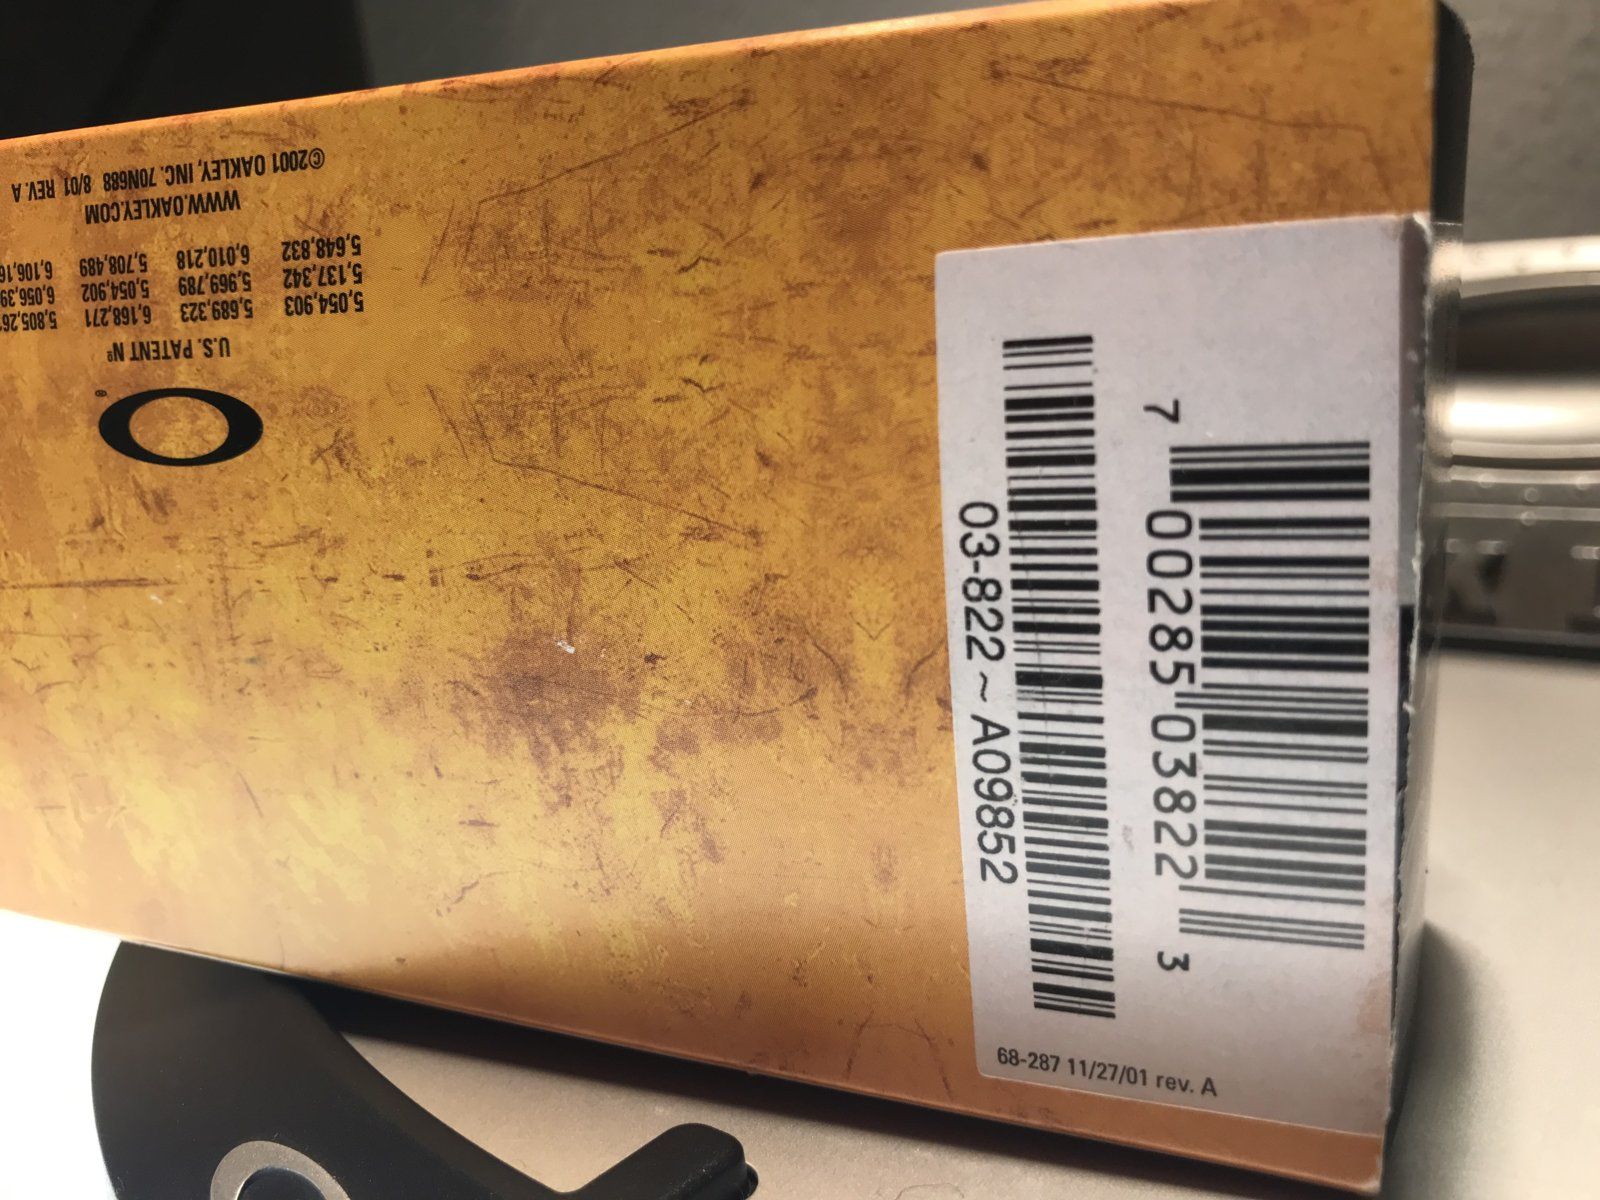 U.S. PATENT Nº
5,054,903 5,689,323 6,168,271
5,137,342 5,969,789 5,054,902
5,648,832 6,010,218 5,708,489
WWW.OAKLEY.COM
©2001 OAKLEY, INC. 70N688 8/01 REV. A
7 00285 03822 3
03-822 ~ A09852
68-287 11/27/01 rev. A